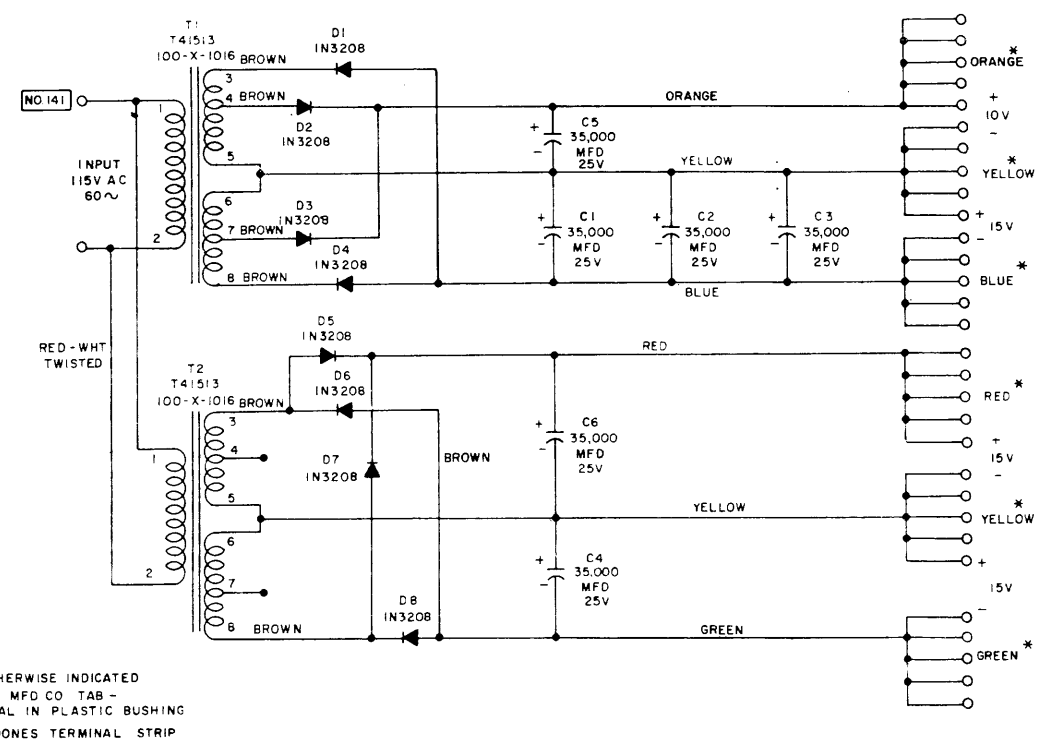 T1
T41513
100-X-1016
BROWN
D1
1N3208
3
4
BROWN
D2
1N3208
5
NO. 141
1
INPUT
115V AC
60~
2
6
D3
1N3208
7
BROWN
D4
1N3208
8
BROWN
ORANGE
+
-
C5
35,000
MFD
25V
YELLOW
+
-
C1
35,000
MFD
25V
+
-
C2
35,000
MFD
25V
+
-
C3
35,000
MFD
25V
BLUE
ORANGE *
+
10V
-
YELLOW *
+
15V
-
BLUE *
RED-WHT
TWISTED
T2
T41513
100-X-1016
BROWN
D5
1N3208
D6
1N3208
3
4
5
D7
1N3208
BROWN
1
2
6
7
8
BROWN
D8
1N3208
RED
+
-
C6
35,000
MFD
25V
YELLOW
+
-
C4
35,000
MFD
25V
GREEN
RED *
+
15V
-
YELLOW *
+
15V
-
GREEN *
HERWISE INDICATED
MFD CO TAB -
AL IN PLASTIC BUSHING
JONES TERMINAL STRIP